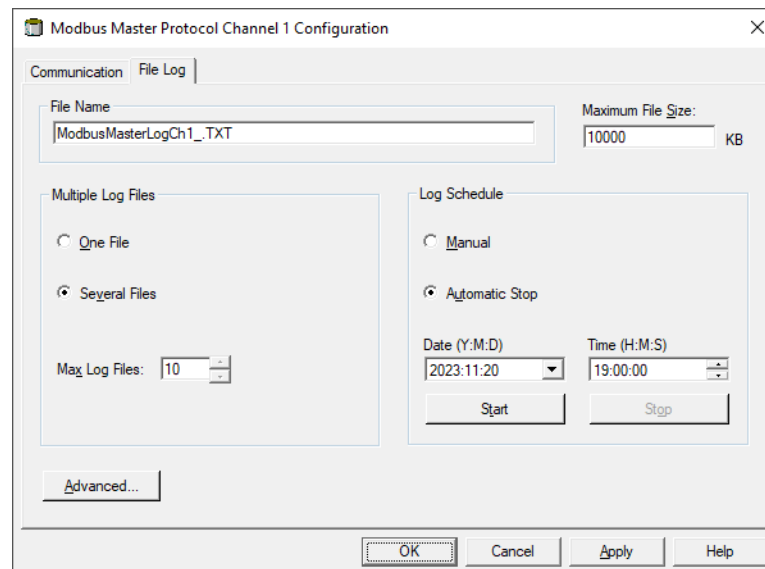 Modbus Master Protocol Channel 1 Configuration
Communication
File Log
File Name
ModbusMasterLogCh1_.TXT
Maximum File Size:
10000
KB
Multiple Log Files
One File
Several Files
Max Log Files:
10
Log Schedule
Manual
Automatic Stop
Date (Y:M:D)
Time (H:M:S)
2023:11:20
19:00:00
Start
Stop
Advanced...
OK
Cancel
Apply
Help